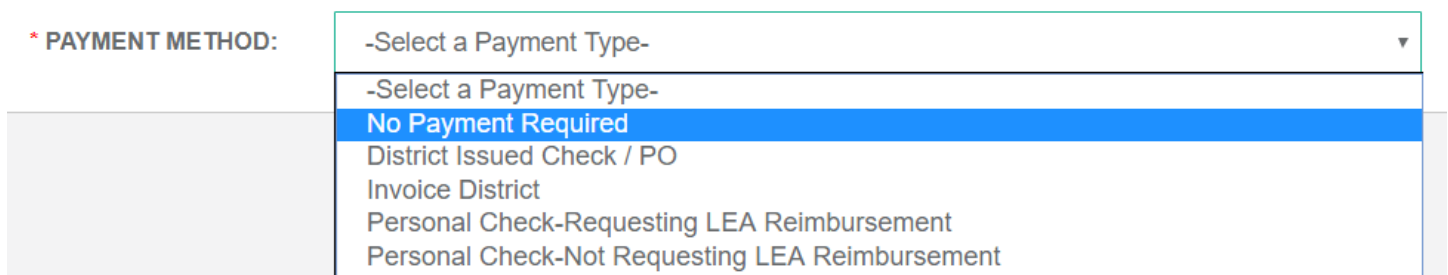 * PAYMENT METHOD:
-Select a Payment Type-
-Select a Payment Type-
No Payment Required
District Issued Check / PO
Invoice District
Personal Check-Requesting LEA Reimbursement
Personal Check-Not Requesting LEA Reimbursement